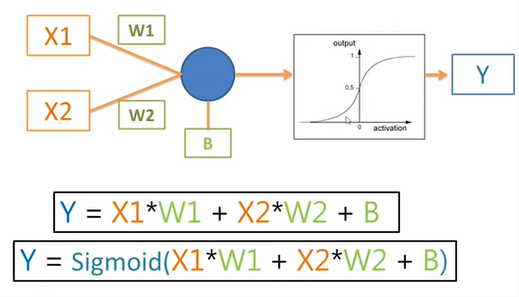 X1
W1
X2
W2
B
output
1
0.5
0
activation
Y
Y = X1*W1 + X2*W2 + B
Y = Sigmoid(X1*W1 + X2*W2 + B)